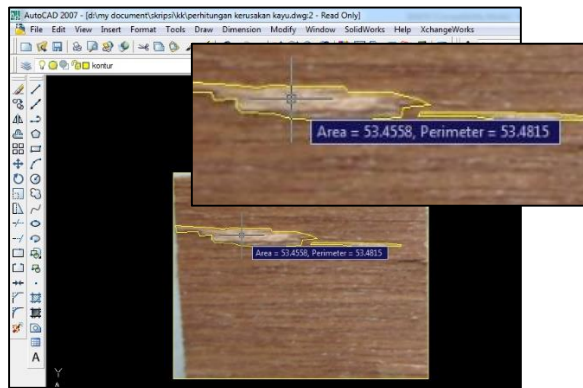 AutoCAD 2007 - [d:\my document\skripsi\kk\perhitungan kerusakan kayu.dwg:2 - Read Only]
File Edit View Insert Format Tools Draw Dimension Modify Window SolidWorks Help XchangeWorks
kontur
Area = 53.4558, Perimeter = 53.4815
Area = 53.4558, Perimeter = 53.4815
A
Y